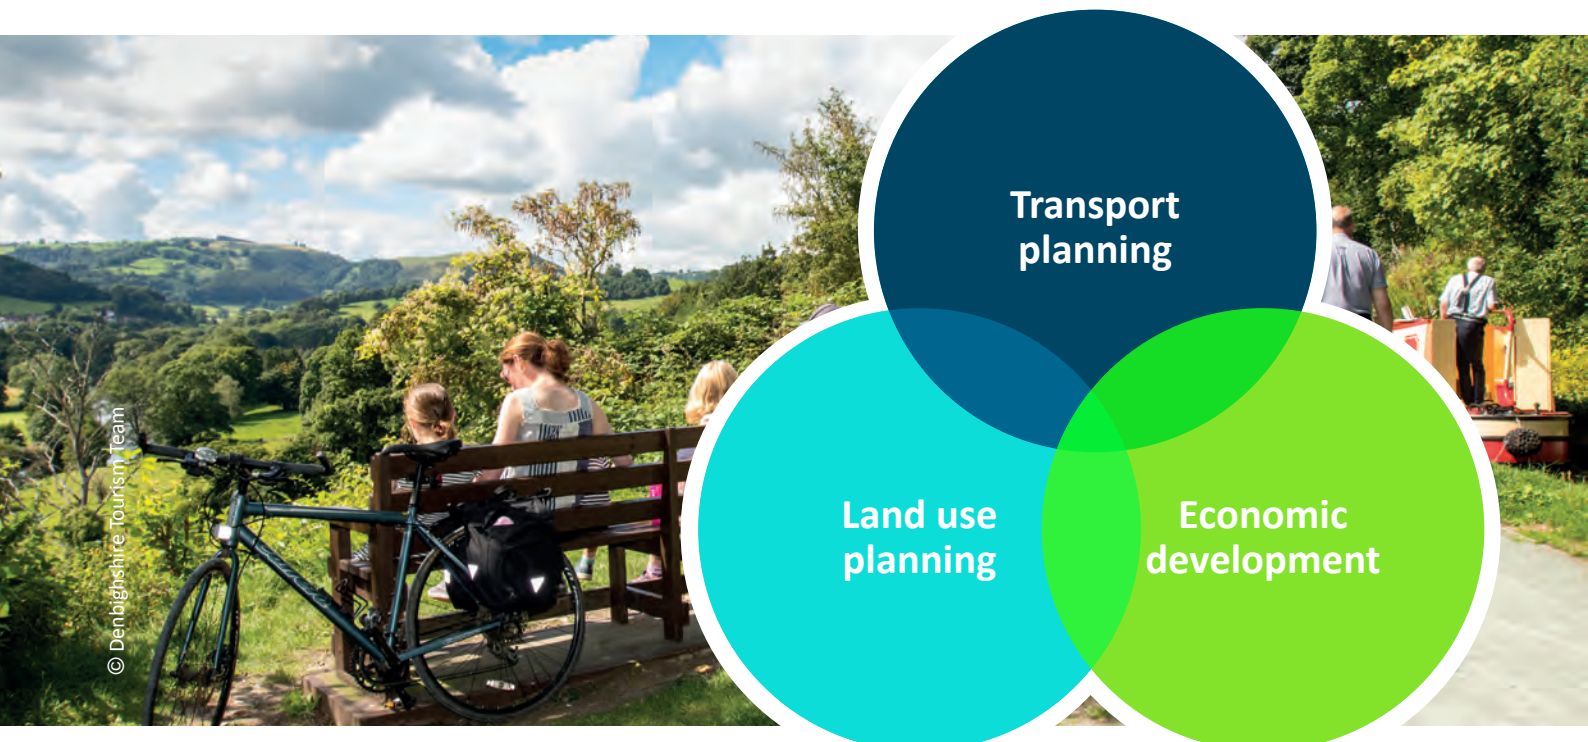 Transport
planning
Land use
planning
Economic
development
© Denbighshire Tourism Team